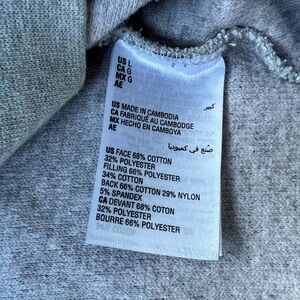 US L
CA G
MX G
AE
كبير
US MADE IN CAMBODIA
CA FABRIQUÉ AU CAMBODGE
MX HECHO EN CAMBOYA
AE
صُنع في كمبوديا
US FACE 68% COTTON
32% POLYESTER
FILLING 66% POLYESTER
34% COTTON
BACK 66% COTTON 29% NYLON
5% SPANDEX
CA DEVANT 68% COTON
32% POLYESTER
BOURRE 66% POLYESTER